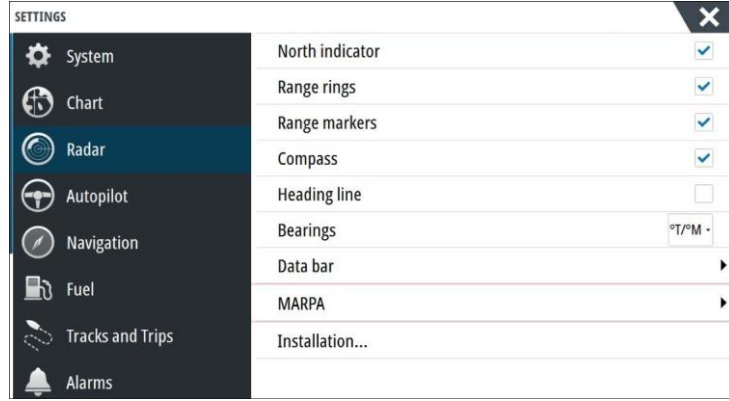 SETTINGS
System
Chart
Radar
Autopilot
Navigation
Fuel
Tracks and Trips
Alarms
North indicator
Range rings
Range markers
Compass
Heading line
Bearings °T/°M
Data bar
MARPA
Installation...